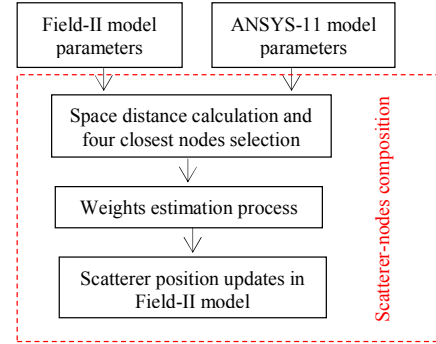 Field-II model
parameters
ANSYS-11 model
parameters
Space distance calculation and
four closest nodes selection
Weights estimation process
Scatterer position updates in
Field-II model
Scatterer-nodes composition